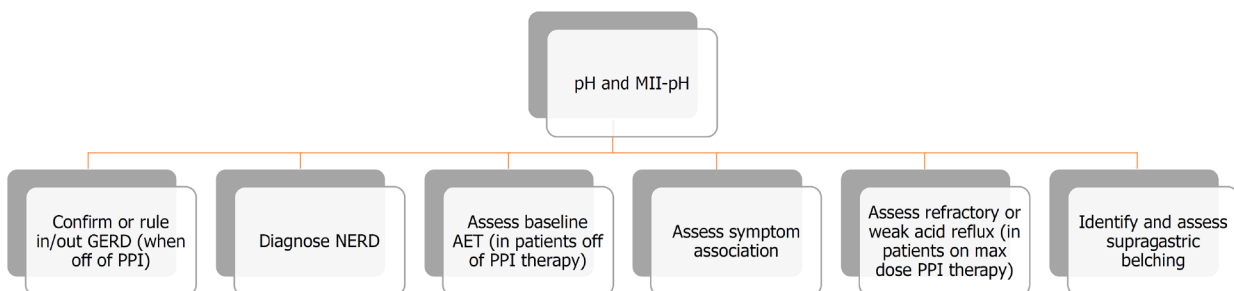 pH and MII-pH
Confirm or rule
in/out GERD (when
off of PPI)
Diagnose NERD
Assess baseline
AET (in patients off
of PPI therapy)
Assess symptom
association
Assess refractory or
weak acid reflux (in
patients on max
dose PPI therapy)
Identify and assess
supragastric
belching